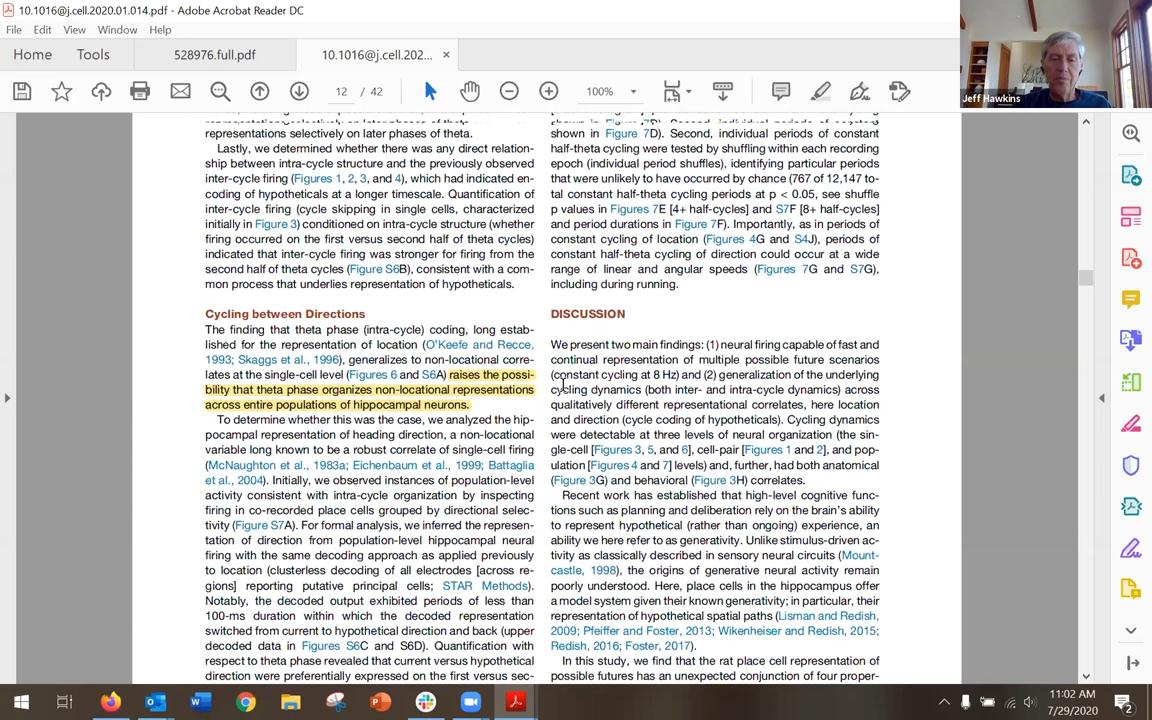 10.1016@j.cell.2020.01.014.pdf - Adobe Acrobat Reader DC
File Edit View Window Help
Home Tools 528976.full.pdf 10.1016@j.cell.202... ×
12 / 42 100%
Jeff Hawkins
representations selectively on later phases of theta.
Lastly, we determined whether there was any direct relation-
ship between intra-cycle structure and the previously observed
inter-cycle firing (Figures 1, 2, 3, and 4), which had indicated en-
coding of hypotheticals at a longer timescale. Quantification of
inter-cycle firing (cycle skipping in single cells, characterized
initially in Figure 3) conditioned on intra-cycle structure (whether
firing occurred on the first versus second half of theta cycles)
indicated that inter-cycle firing was stronger for firing from the
second half of theta cycles (Figure S6B), consistent with a com-
mon process that underlies representation of hypotheticals.
Cycling between Directions
The finding that theta phase (intra-cycle) coding, long estab-
lished for the representation of location (O'Keefe and Recce,
1993; Skaggs et al., 1996), generalizes to non-locational corre-
lates at the single-cell level (Figures 6 and S6A) raises the possi-
bility that theta phase organizes non-locational representations
across entire populations of hippocampal neurons.
To determine whether this was the case, we analyzed the hip-
pocampal representation of heading direction, a non-locational
variable long known to be a robust correlate of single-cell firing
(McNaughton et al., 1983a; Eichenbaum et al., 1999; Battaglia
et al., 2004). Initially, we observed instances of population-level
activity consistent with intra-cycle organization by inspecting
firing in co-recorded place cells grouped by directional selec-
tivity (Figure S7A). For formal analysis, we inferred the represen-
tation of direction from population-level hippocampal neural
firing with the same decoding approach as applied previously
to location (clusterless decoding of all electrodes [across re-
gions] reporting putative principal cells; STAR Methods).
Notably, the decoded output exhibited periods of less than
100-ms duration within which the decoded representation
switched from current to hypothetical direction and back (upper
decoded data in Figures S6C and S6D). Quantification with
respect to theta phase revealed that current versus hypothetical
direction were preferentially expressed on the first versus sec-
shown in Figure 7D). Second, individual periods of constant
half-theta cycling were tested by shuffling within each recording
epoch (individual period shuffles), identifying particular periods
that were unlikely to have occurred by chance (767 of 12,147 to-
tal constant half-theta cycling periods at p < 0.05, see shuffle
p values in Figures 7E [4+ half-cycles] and S7F [8+ half-cycles]
and period durations in Figure 7F). Importantly, as in periods of
constant cycling of location (Figures 4G and S4J), periods of
constant half-theta cycling of direction could occur at a wide
range of linear and angular speeds (Figures 7G and S7G),
including during running.
DISCUSSION
We present two main findings: (1) neural firing capable of fast and
continual representation of multiple possible future scenarios
(constant cycling at 8 Hz) and (2) generalization of the underlying
cycling dynamics (both inter- and intra-cycle dynamics) across
qualitatively different representational correlates, here location
and direction (cycle coding of hypotheticals). Cycling dynamics
were detectable at three levels of neural organization (the sin-
gle-cell [Figures 3, 5, and 6], cell-pair [Figures 1 and 2], and pop-
ulation [Figures 4 and 7] levels) and, further, had both anatomical
(Figure 3G) and behavioral (Figure 3H) correlates.
Recent work has established that high-level cognitive func-
tions such as planning and deliberation rely on the brain's ability
to represent hypothetical (rather than ongoing) experience, an
ability we here refer to as generativity. Unlike stimulus-driven ac-
tivity as classically described in sensory neural circuits (Mount-
castle, 1998), the origins of generative neural activity remain
poorly understood. Here, place cells in the hippocampus offer
a model system given their known generativity; in particular, their
representation of hypothetical spatial paths (Lisman and Redish,
2009; Pfeiffer and Foster, 2013; Wikenheiser and Redish, 2015;
Redish, 2016; Foster, 2017).
In this study, we find that the rat place cell representation of
possible futures has an unexpected conjunction of four proper-
11:02 AM
7/29/2020
2